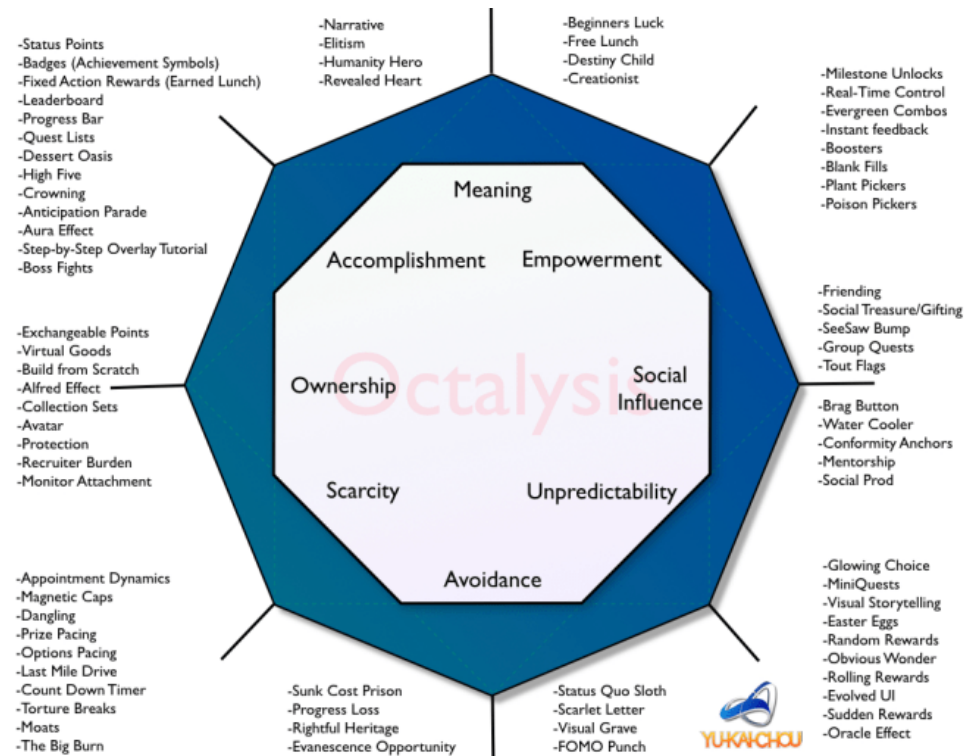 -Narrative
-Elitism
-Humanity Hero
-Revealed Heart
-Beginners Luck
-Free Lunch
-Destiny Child
-Creationist
-Status Points
-Badges (Achievement Symbols)
-Fixed Action Rewards (Earned Lunch)
-Leaderboard
-Progress Bar
-Quest Lists
-Dessert Oasis
-High Five
-Crowning
-Anticipation Parade
-Aura Effect
-Step-by-Step Overlay Tutorial
-Boss Fights
-Milestone Unlocks
-Real-Time Control
-Evergreen Combos
-Instant feedback
-Boosters
-Blank Fills
-Plant Pickers
-Poison Pickers
Meaning
Accomplishment
Empowerment
Ownership
Octalysis
Social
Influence
Scarcity
Unpredictability
Avoidance
-Exchangeable Points
-Virtual Goods
-Build from Scratch
-Alfred Effect
-Collection Sets
-Avatar
-Protection
-Recruiter Burden
-Monitor Attachment
-Friending
-Social Treasure/Gifting
-SeeSaw Bump
-Group Quests
-Tout Flags
-Brag Button
-Water Cooler
-Conformity Anchors
-Mentorship
-Social Prod
-Appointment Dynamics
-Magnetic Caps
-Dangling
-Prize Pacing
-Options Pacing
-Last Mile Drive
-Count Down Timer
-Torture Breaks
-Moats
-The Big Burn
-Sunk Cost Prison
-Progress Loss
-Rightful Heritage
-Evanescence Opportunity
-Status Quo Sloth
-Scarlet Letter
-Visual Grave
-FOMO Punch
YU-KAI CHOU
-Glowing Choice
-MiniQuests
-Visual Storytelling
-Easter Eggs
-Random Rewards
-Obvious Wonder
-Rolling Rewards
-Evolved UI
-Sudden Rewards
-Oracle Effect